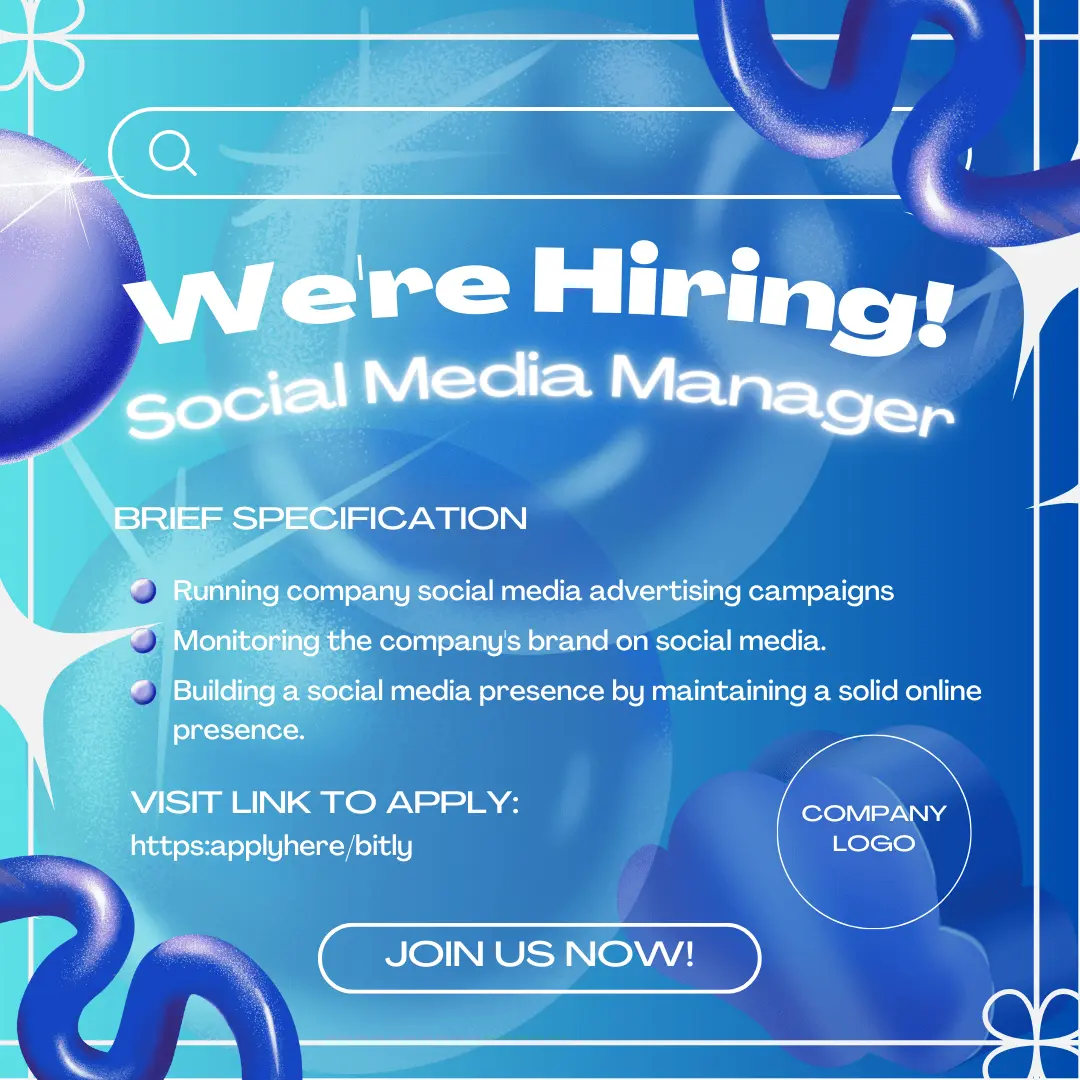 We're Hiring!
Social Media Manager
BRIEF SPECIFICATION
Running company social media advertising campaigns
Monitoring the company's brand on social media.
Building a social media presence by maintaining a solid online
presence.
VISIT LINK TO APPLY:
https:applyhere/bitly
COMPANY
LOGO
JOIN US NOW!